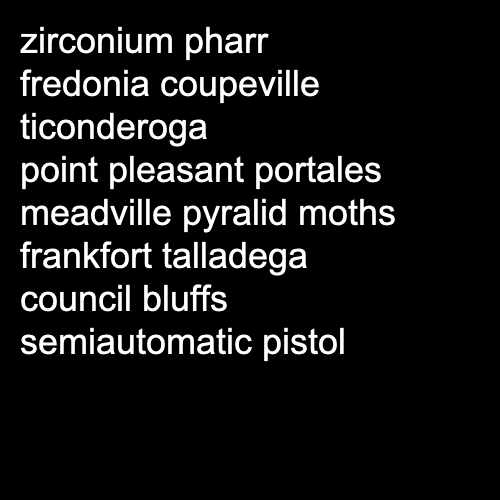 zirconium pharr
fredonia coupeville
ticonderoga
point pleasant portales
meadville pyralid moths
frankfort talladega
council bluffs
semiautomatic pistol